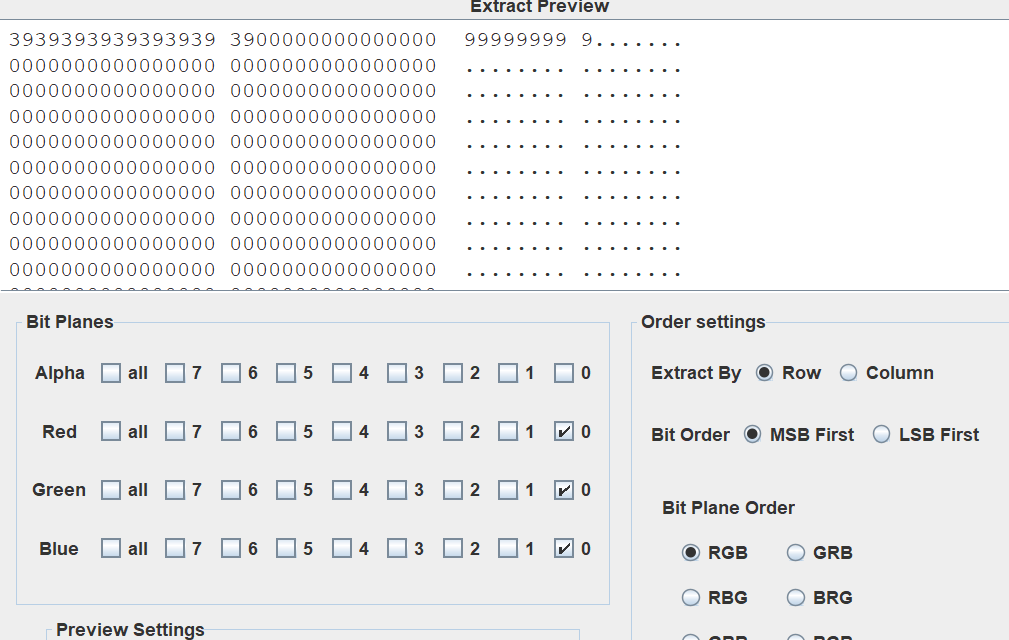 Extract Preview
3939393939393939 3900000000000000 99999999 9.......
0000000000000000 0000000000000000 ........ ........
0000000000000000 0000000000000000 ........ ........
0000000000000000 0000000000000000 ........ ........
0000000000000000 0000000000000000 ........ ........
0000000000000000 0000000000000000 ........ ........
0000000000000000 0000000000000000 ........ ........
0000000000000000 0000000000000000 ........ ........
0000000000000000 0000000000000000 ........ ........
0000000000000000 0000000000000000 ........ ........
Bit Planes
Alpha all 7 6 5 4 3 2 1 0
Red all 7 6 5 4 3 2 1 0
Green all 7 6 5 4 3 2 1 0
Blue all 7 6 5 4 3 2 1 0
Preview Settings
Order settings
Extract By Row Column
Bit Order MSB First LSB First
Bit Plane Order
RGB GRB
RBG BRG